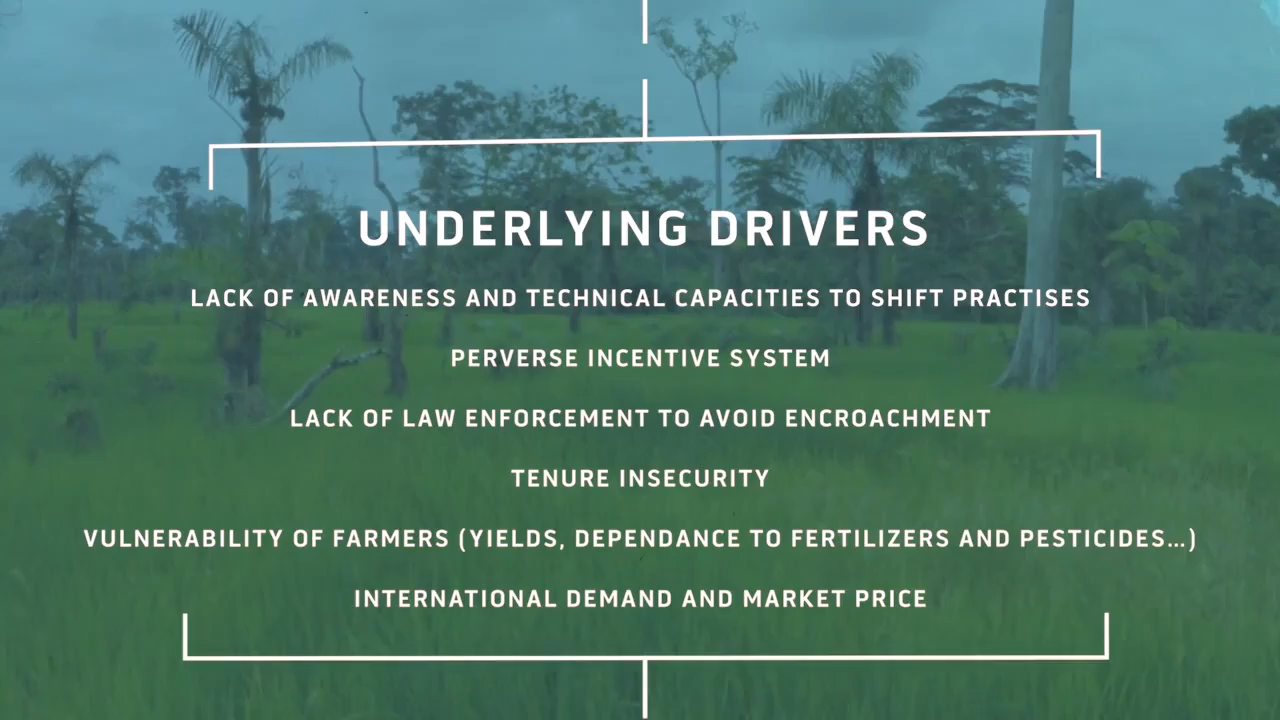 UNDERLYING DRIVERS
LACK OF AWARENESS AND TECHNICAL CAPACITIES TO SHIFT PRACTISES
PERVERSE INCENTIVE SYSTEM
LACK OF LAW ENFORCEMENT TO AVOID ENCROACHMENT
TENURE INSECURITY
VULNERABILITY OF FARMERS (YIELDS, DEPENDANCE TO FERTILIZERS AND PESTICIDES...)
INTERNATIONAL DEMAND AND MARKET PRICE